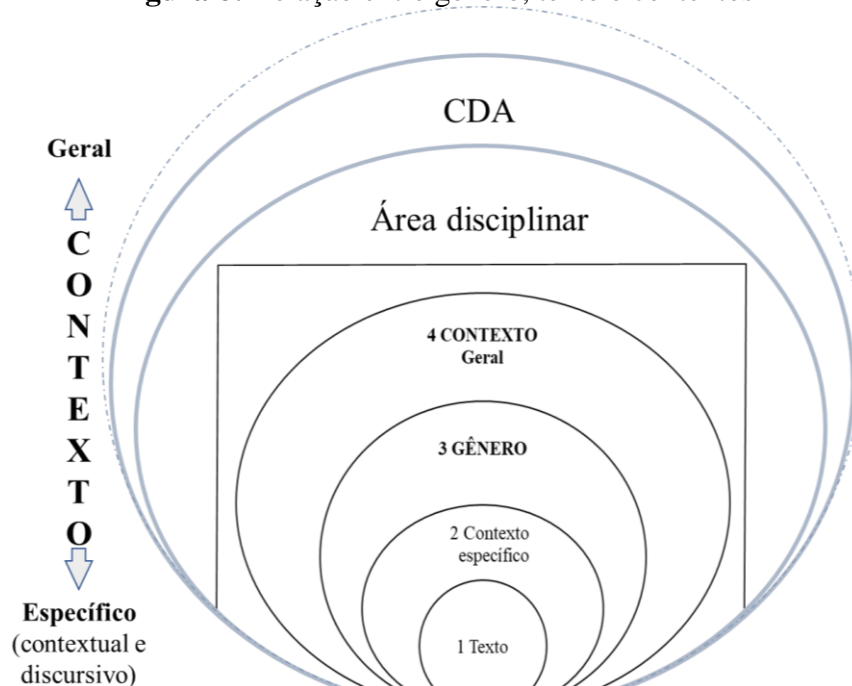 CDA
Geral
Área disciplinar
C
O
N
T
E
X
T
O
4 CONTEXTO
Geral
3 GÊNERO
2 Contexto
específico
Específico
(contextual e
discursivo)
1 Texto